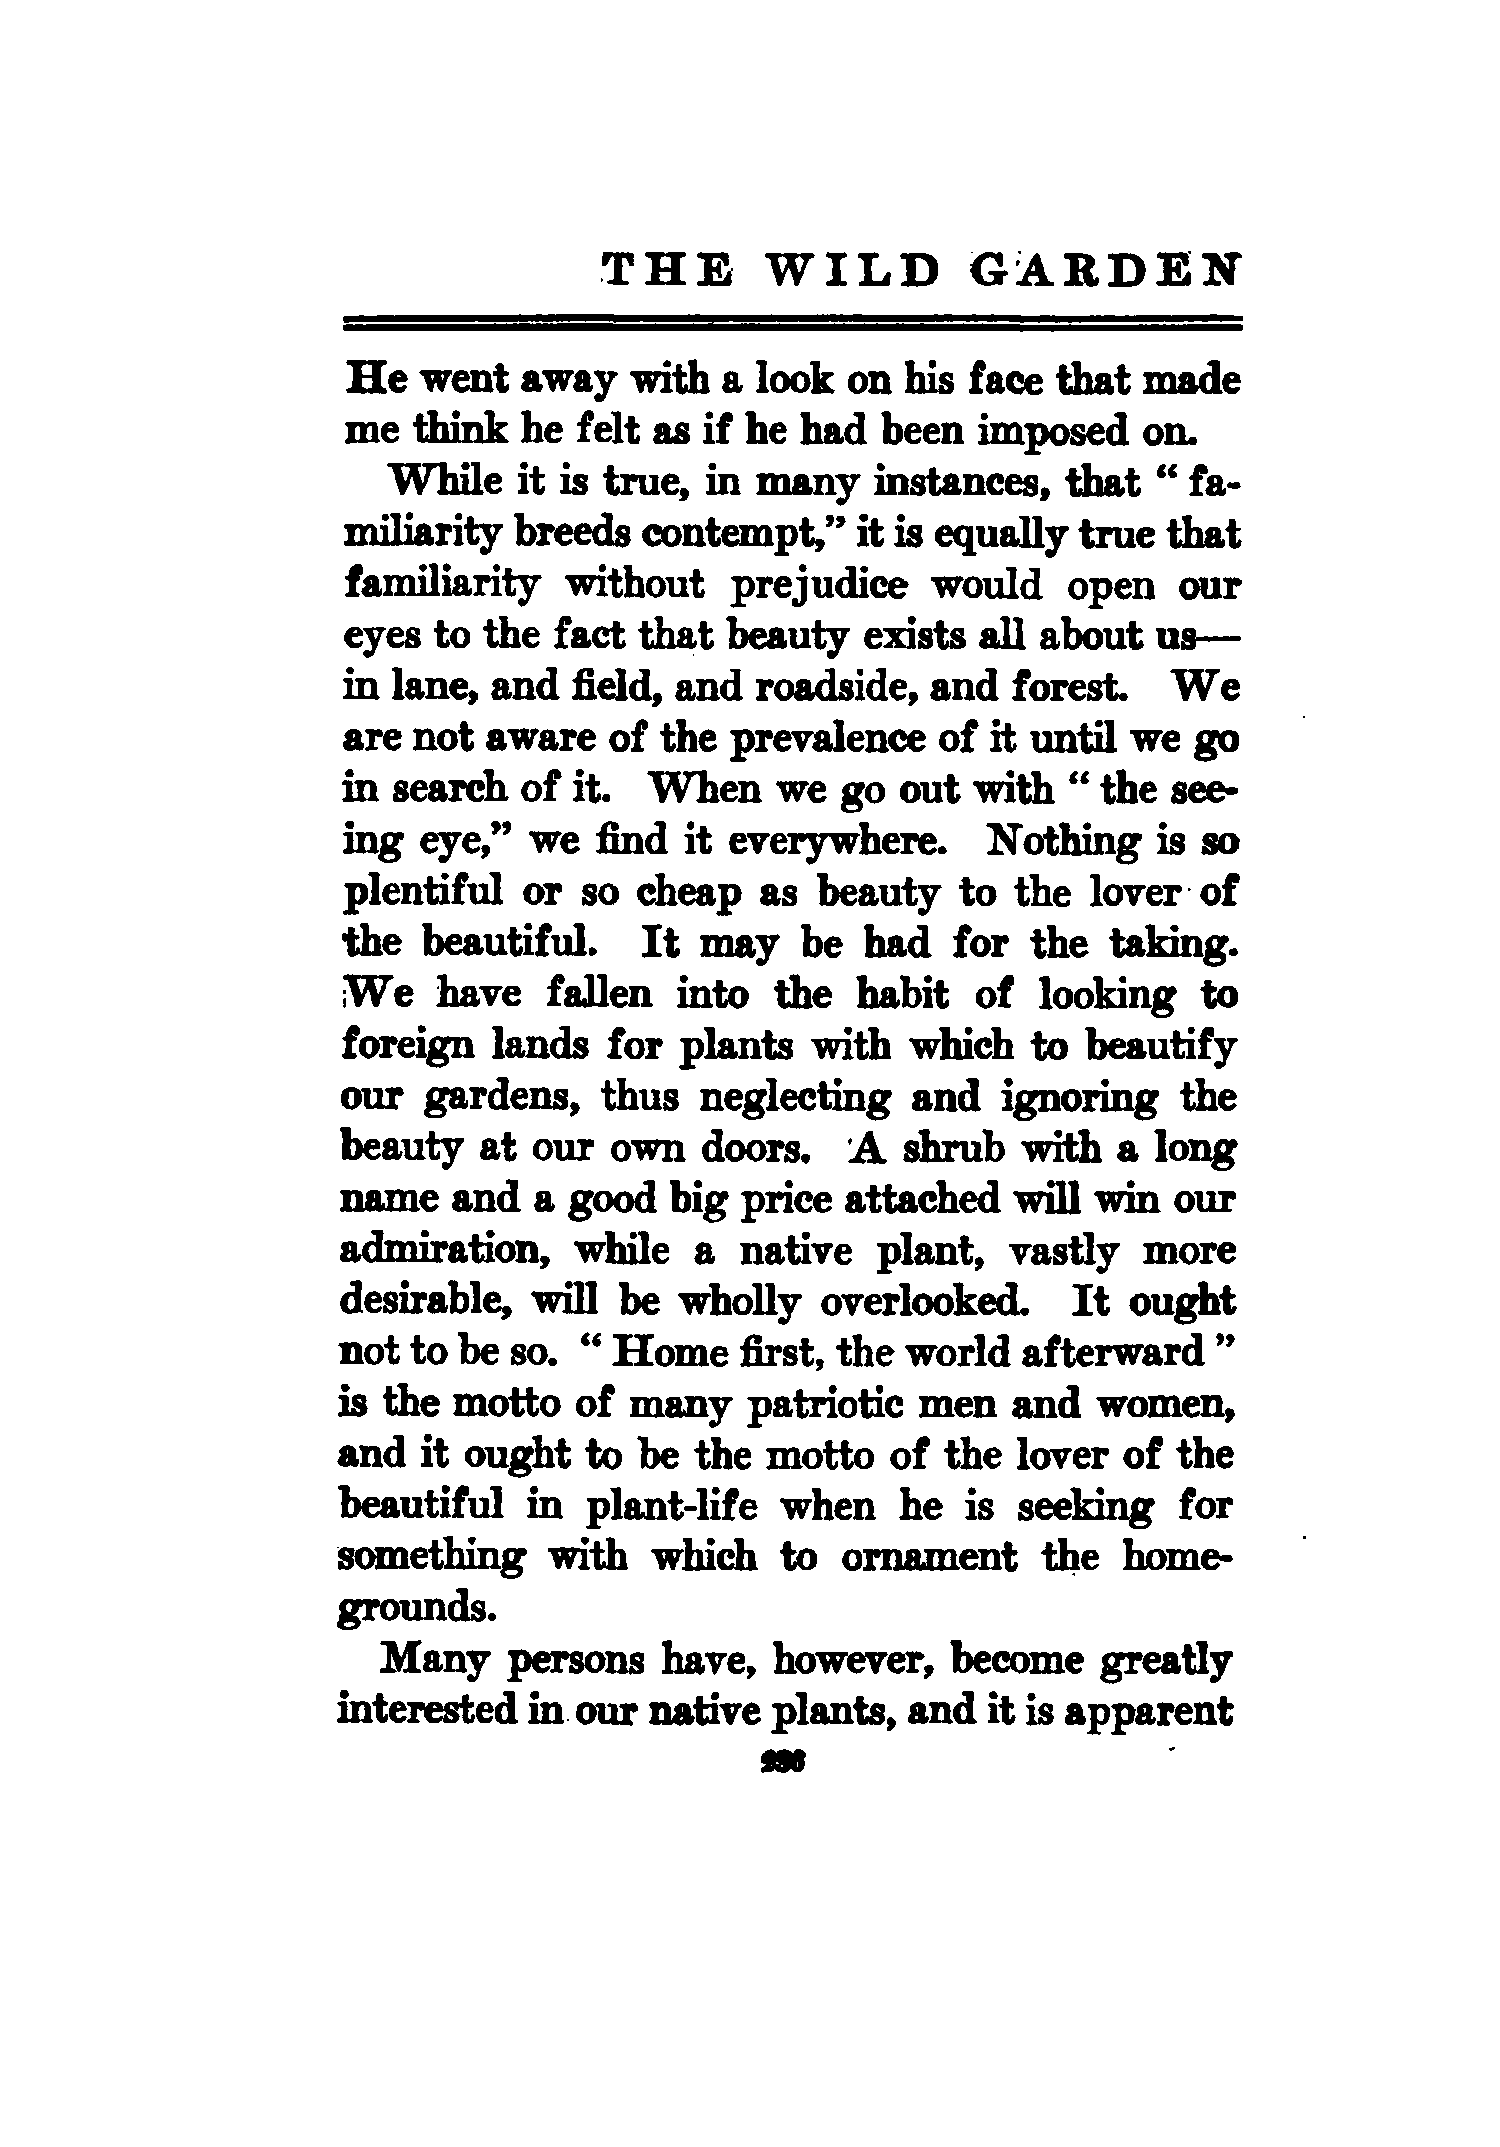 THE WILD GARDEN
He went away with a look on his face that made
me think he felt as if he had been imposed on.
While it is true, in many instances, that “ fa-
miliarity breeds contempt,” it is equally true that
familiarity without prejudice would open our
eyes to the fact that beauty exists all about us—
in lane, and field, and roadside, and forest. We
are not aware of the prevalence of it until we go
in search of it. When we go out with “ the see-
ing eye,” we find it everywhere. Nothing is so
plentiful or so cheap as beauty to the lover of
the beautiful. It may be had for the taking.
We have fallen into the habit of looking to
foreign lands for plants with which to beautify
our gardens, thus neglecting and ignoring the
beauty at our own doors. A shrub with a long
name and a good big price attached will win our
admiration, while a native plant, vastly more
desirable, will be wholly overlooked. It ought
not to be so. “ Home first, the world afterward ”
is the motto of many patriotic men and women,
and it ought to be the motto of the lover of the
beautiful in plant-life when he is seeking for
something with which to ornament the home-
grounds.
Many persons have, however, become greatly
interested in our native plants, and it is apparent